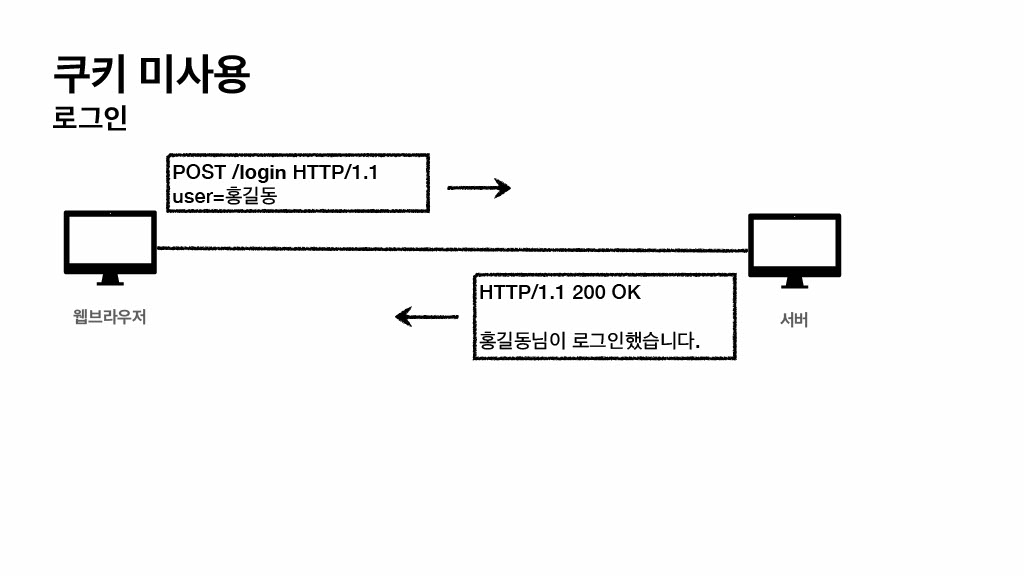 쿠키 미사용
로그인
POST /login HTTP/1.1
user=홍길동
웹브라우저
HTTP/1.1 200 OK
홍길동님이 로그인했습니다.
서버